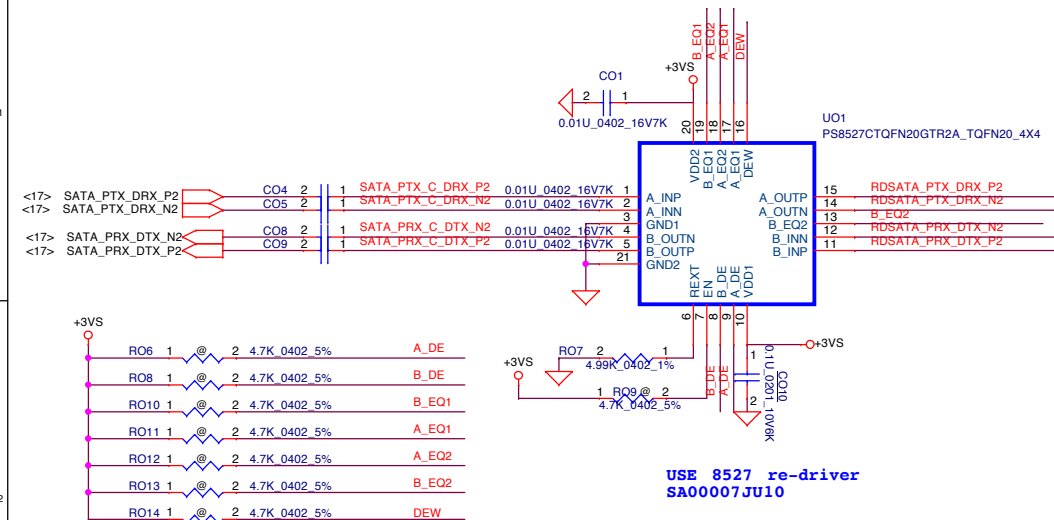 B_EQ1
A_EQ2
A_EQ1
DEW
+3VS
CO1
2 1
0.01U_0402_16V7K
20 19 18 17 16
UO1
PS8527CTQFN20GTR2A_TQFN20_4X4
VDD2
B_EQ1
A_EQ2
A_EQ1
DEW
<17> SATA_PTX_DRX_P2 CO4 2 1 SATA_PTX_C_DRX_P2 0.01U_0402_16V7K 1 A_INP A_OUTP 15 RDSATA_PTX_DRX_P2
<17> SATA_PTX_DRX_N2 CO5 2 1 SATA_PTX_C_DRX_N2 0.01U_0402_16V7K 2 A_INN A_OUTN 14 RDSATA_PTX_DRX_N2
3 GND1 B_EQ2 13 B_EQ2
<17> SATA_PRX_DTX_N2 CO8 2 1 SATA_PRX_C_DTX_N2 0.01U_0402_16V7K 4 B_OUTN B_INN 12 RDSATA_PRX_DTX_N2
<17> SATA_PRX_DTX_P2 CO9 2 1 SATA_PRX_C_DTX_P2 0.01U_0402_16V7K 5 B_OUTP B_INP 11 RDSATA_PRX_DTX_P2
21 GND2
REXT
EN
B_DE
A_DE
VDD1
6 7 8 9 10
+3VS
RO6 1 @ 2 4.7K_0402_5% A_DE
RO8 1 @ 2 4.7K_0402_5% B_DE
RO10 1 @ 2 4.7K_0402_5% B_EQ1
RO11 1 @ 2 4.7K_0402_5% A_EQ1
RO12 1 @ 2 4.7K_0402_5% A_EQ2
RO13 1 @ 2 4.7K_0402_5% B_EQ2
RO14 1 @ 2 4.7K_0402_5% DEW
RO7 2 1
4.99K_0402_1%
+3VS
1 RO9 @ 2
4.7K_0402_5%
B_DE
A_DE
+3VS
1
2
CO10
0.1U_0201_10V6K
USE 8527 re-driver
SA00007JU10